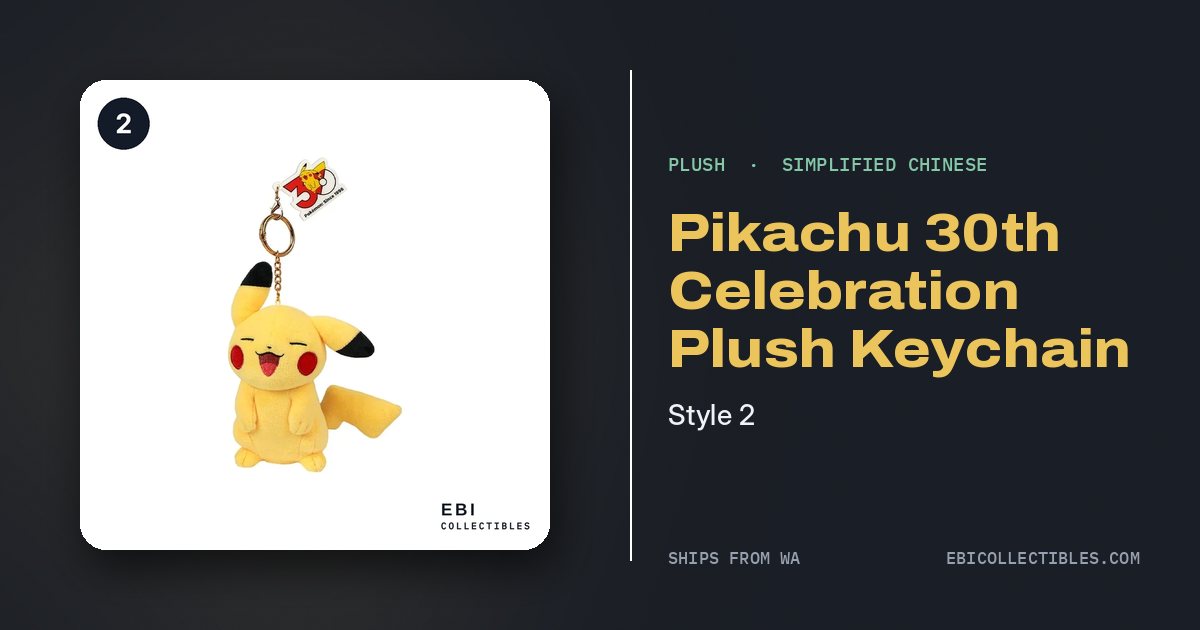 2
30
Pokémon Since 1996
EBI
COLLECTIBLES
PLUSH · SIMPLIFIED CHINESE
Pikachu 30th
Celebration
Plush Keychain
Style 2
SHIPS FROM WA
EBICOLLECTIBLES.COM